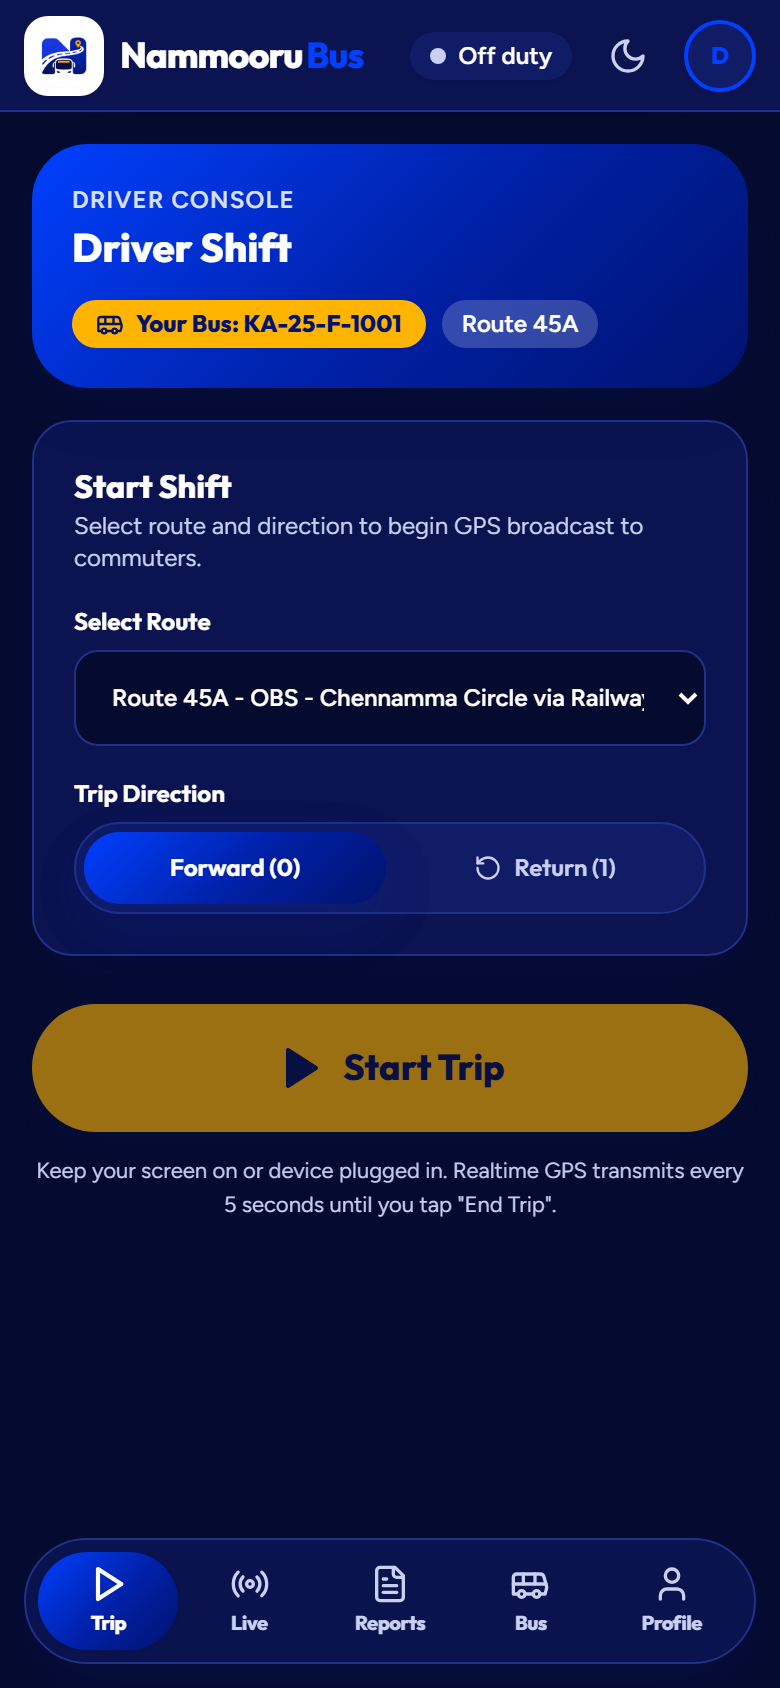 Nammooru Bus
Off duty
D
DRIVER CONSOLE
Driver Shift
Your Bus: KA-25-F-1001
Route 45A
Start Shift
Select route and direction to begin GPS broadcast to
commuters.
Select Route
Route 45A - OBS - Chennamma Circle via Railway
Trip Direction
Forward (0)
Return (1)
Start Trip
Keep your screen on or device plugged in. Realtime GPS transmits every
5 seconds until you tap "End Trip".
Trip
Live
Reports
Bus
Profile